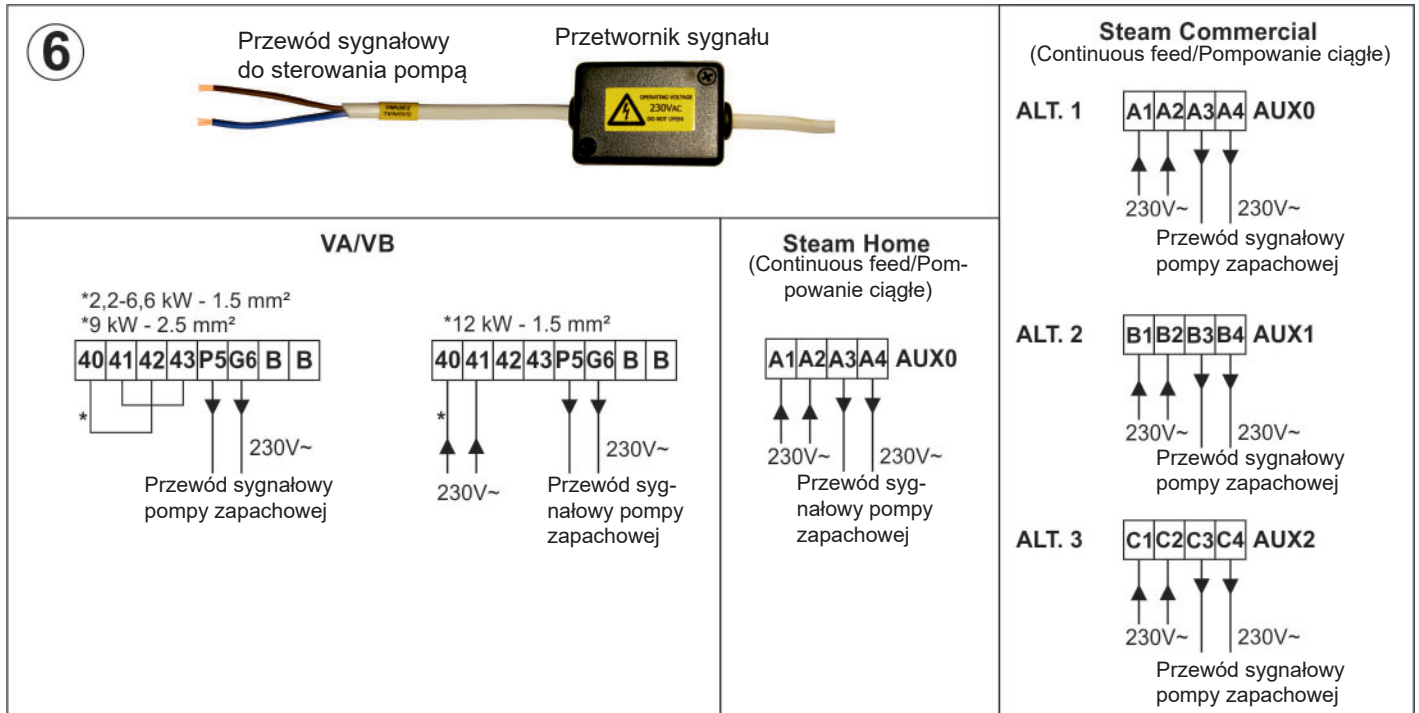 6
Przewód sygnałowy
do sterowania pompą
Przetwornik sygnału
OPERATING VOLTAGE
230VAC
DO NOT OPEN!
VA/VB
*2,2-6,6 kW - 1.5 mm²
*9 kW - 2.5 mm²
40 41 42 43 P5 G6 B B
*
230V~
Przewód sygnałowy
pompy zapachowej
*12 kW - 1.5 mm²
40 41 42 43 P5 G6 B B
*
230V~
230V~
Przewód syg-
nałowy pompy
zapachowej
Steam Home
(Continuous feed/Pom-
powanie ciągłe)
A1 A2 A3 A4 AUX0
230V~ 230V~
Przewód syg-
nałowy pompy
zapachowej
Steam Commercial
(Continuous feed/Pompowanie ciągłe)
ALT. 1 A1 A2 A3 A4 AUX0
230V~ 230V~
Przewód sygnałowy
pompy zapachowej
ALT. 2 B1 B2 B3 B4 AUX1
230V~ 230V~
Przewód sygnałowy
pompy zapachowej
ALT. 3 C1 C2 C3 C4 AUX2
230V~ 230V~
Przewód sygnałowy
pompy zapachowej